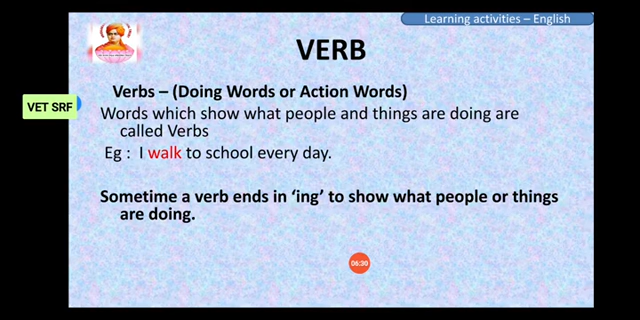 Learning activities – English
VERB
Verbs – (Doing Words or Action Words)
VET SRF
Words which show what people and things are doing are
called Verbs
Eg : I walk to school every day.
Sometime a verb ends in ‘ing’ to show what people or things
are doing.
06:30